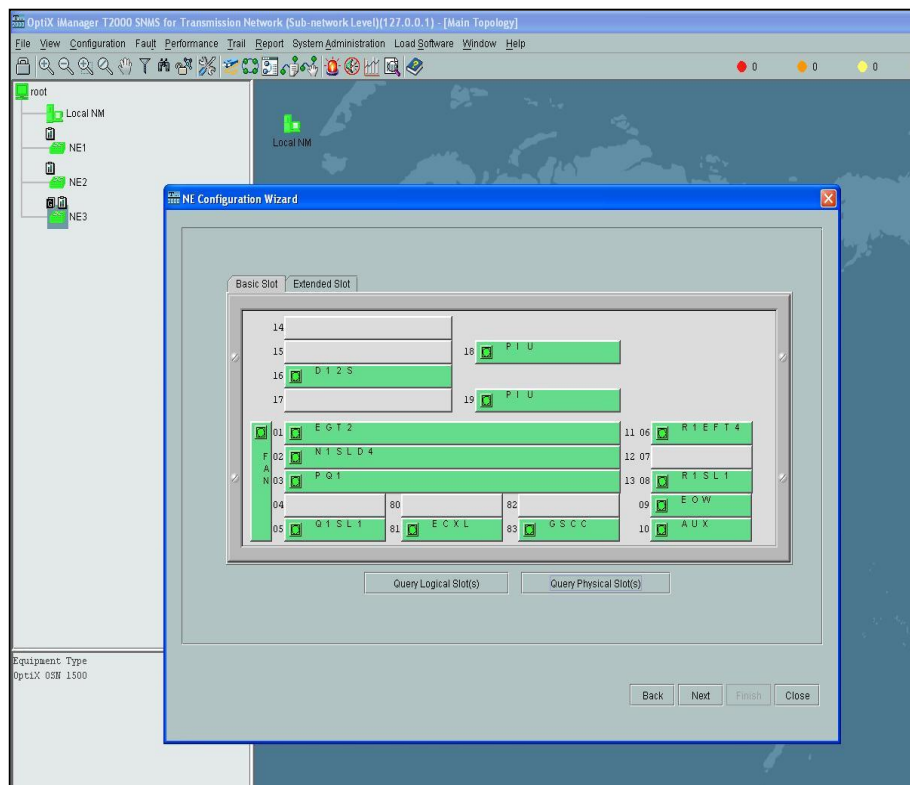 OptiX iManager T2000 SNMS for Transmission Network (Sub-network Level)(127.0.0.1) - [Main Topology]
File View Configuration Fault Performance Trail Report System Administration Load Software Window Help
0 0 0
root
Local NM
NE1
NE2
NE3
Local NM
NE Configuration Wizard
Basic Slot Extended Slot
14
15 18 PIU
16 D12S
17 19 PIU
FAN
01 EGT2 11 06 R1EFT4
02 N1SLD4 12 07
03 PQ1 13 08 R1SL1
04 80 82 09 EOW
05 Q1SL1 81 ECXL 83 GSCC 10 AUX
Query Logical Slot(s) Query Physical Slot(s)
Equipment Type
OptiX OSN 1500
Back Next Finish Close